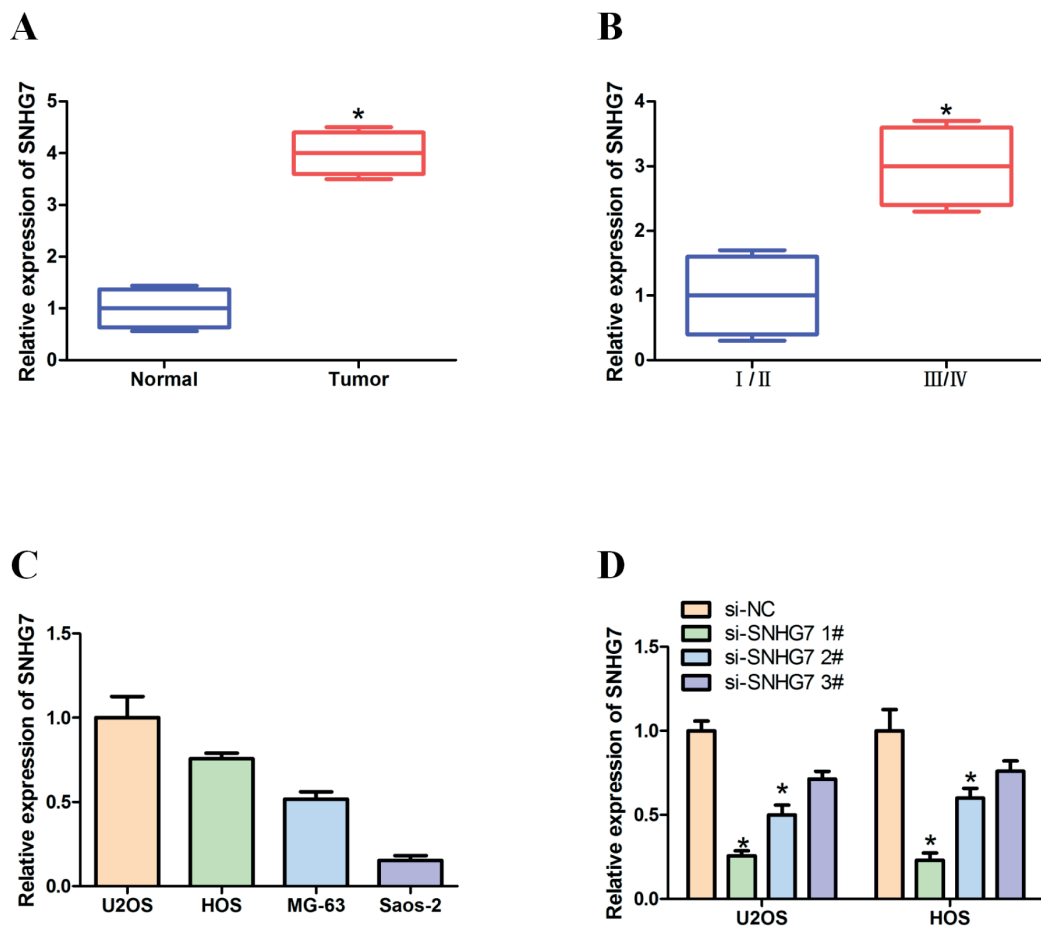 A
Relative expression of SNHG7
5
4
3
2
1
0
*
Normal
Tumor
B
Relative expression of SNHG7
4
3
2
1
0
*
Ⅰ/Ⅱ
Ⅲ/Ⅳ
C
Relative expression of SNHG7
1.5
1.0
0.5
0.0
U2OS
HOS
MG-63
Saos-2
D
Relative expression of SNHG7
si-NC
si-SNHG7 1#
si-SNHG7 2#
si-SNHG7 3#
1.5
1.0
0.5
0.0
*
*
*
*
U2OS
HOS